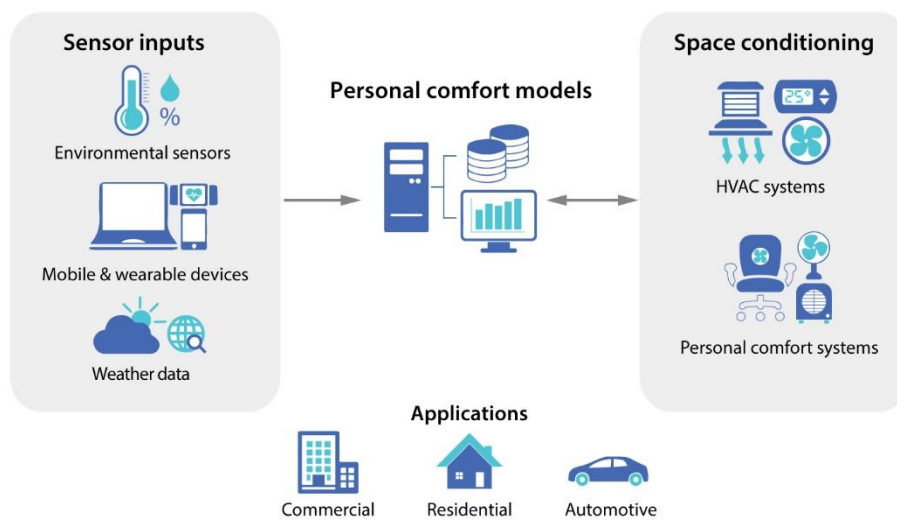 Sensor inputs
%
Environmental sensors
Mobile & wearable devices
Weather data
Personal comfort models
Space conditioning
25°
HVAC systems
Personal comfort systems
Applications
Commercial
Residential
Automotive